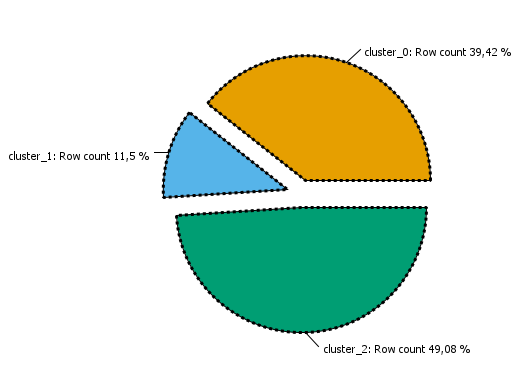 cluster_0: Row count 39,42 %
cluster_1: Row count 11,5 %
cluster_2: Row count 49,08 %